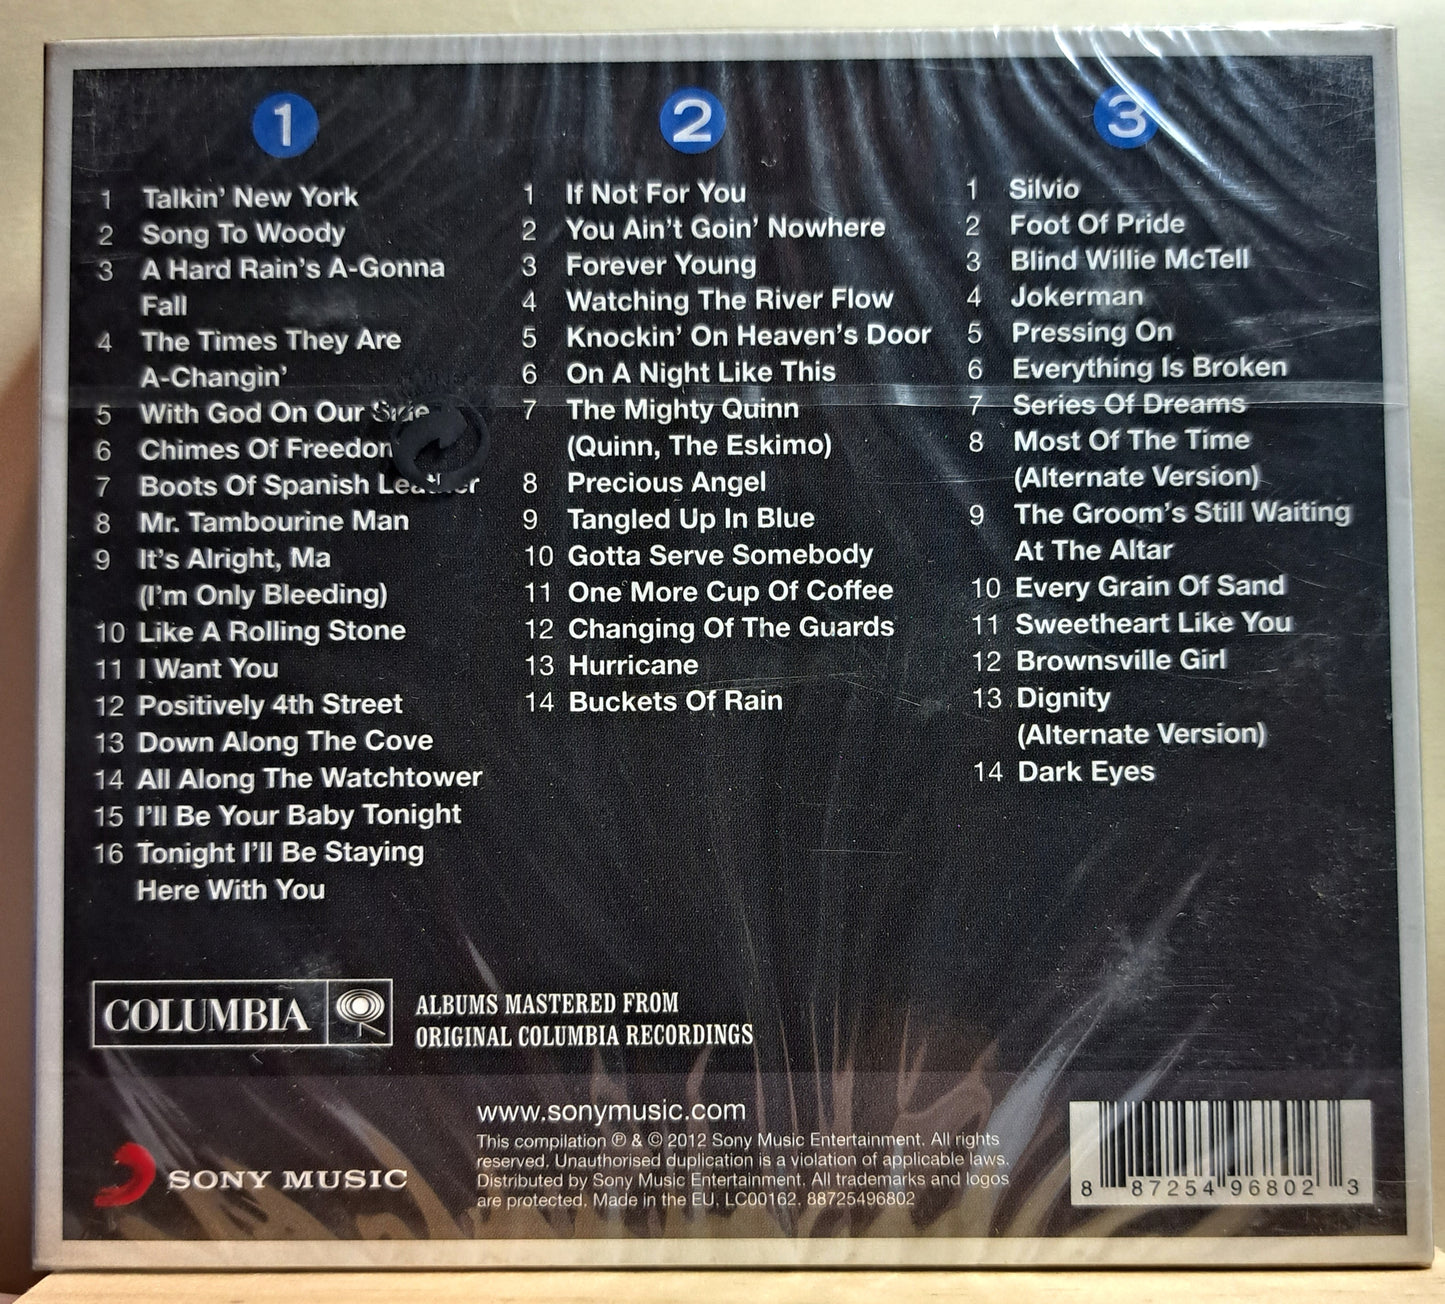 1
1 Talkin' New York
2 Song To Woody
3 A Hard Rain's A-Gonna
Fall
4 The Times They Are
A-Changin'
5 With God On Our Side
6 Chimes Of Freedom
7 Boots Of Spanish Leather
8 Mr. Tambourine Man
9 It's Alright, Ma
(I'm Only Bleeding)
10 Like A Rolling Stone
11 I Want You
12 Positively 4th Street
13 Down Along The Cove
14 All Along The Watchtower
15 I'll Be Your Baby Tonight
16 Tonight I'll Be Staying
Here With You
2
1 If Not For You
2 You Ain't Goin' Nowhere
3 Forever Young
4 Watching The River Flow
5 Knockin' On Heaven's Door
6 On A Night Like This
7 The Mighty Quinn
(Quinn, The Eskimo)
8 Precious Angel
9 Tangled Up In Blue
10 Gotta Serve Somebody
11 One More Cup Of Coffee
12 Changing Of The Guards
13 Hurricane
14 Buckets Of Rain
3
1 Silvio
2 Foot Of Pride
3 Blind Willie McTell
4 Jokerman
5 Pressing On
6 Everything Is Broken
7 Series Of Dreams
8 Most Of The Time
(Alternate Version)
9 The Groom's Still Waiting
At The Altar
10 Every Grain Of Sand
11 Sweetheart Like You
12 Brownsville Girl
13 Dignity
(Alternate Version)
14 Dark Eyes
COLUMBIA
ALBUMS MASTERED FROM
ORIGINAL COLUMBIA RECORDINGS
SONY MUSIC
www.sonymusic.com
This compilation ℗ & © 2012 Sony Music Entertainment. All rights
reserved. Unauthorised duplication is a violation of applicable laws.
Distributed by Sony Music Entertainment. All trademarks and logos
are protected. Made in the EU. LC00162. 88725496802
8 87254 96802 3